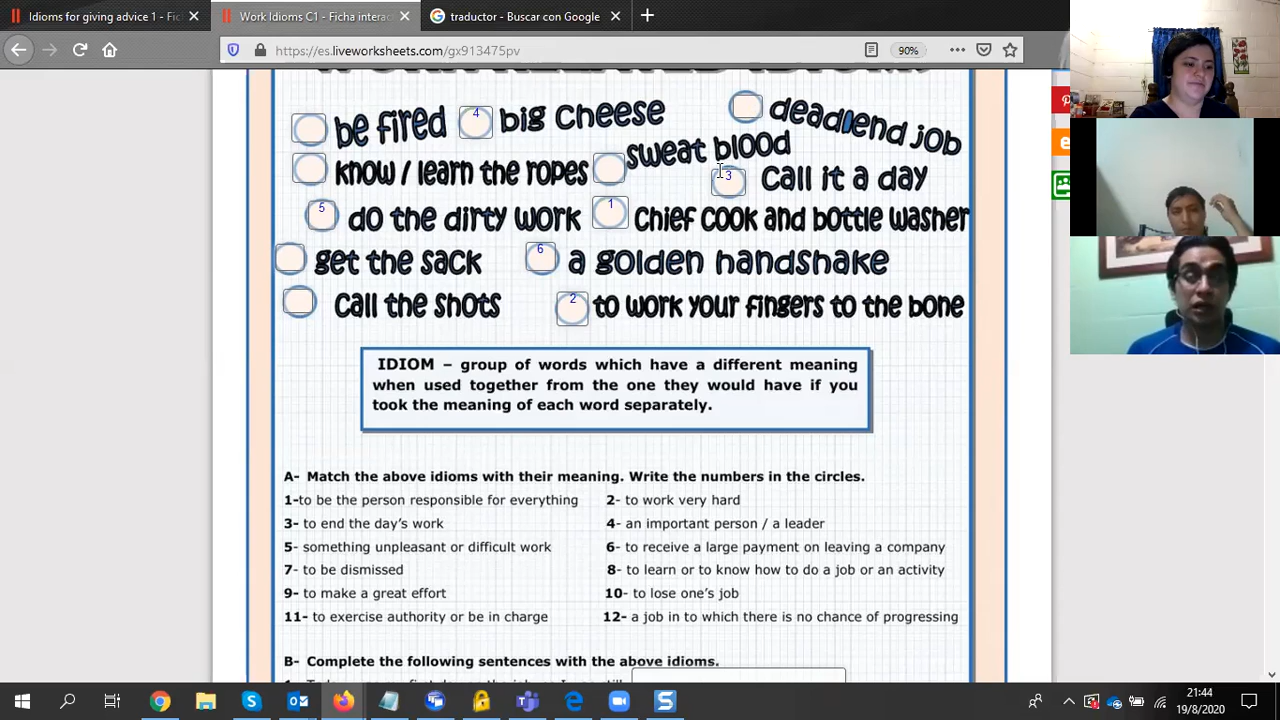 Idioms for giving advice 1 - Fich
Work Idioms C1 - Ficha interac
traductor - Buscar con Google
https://es.liveworksheets.com/gx913475pv
90%
be fired
4 big cheese
deadend job
know / learn the ropes
sweat blood
3 Call it a day
5 do the dirty work
1 Chief cook and bottle washer
get the sack
6 a golden handshake
Call the shots
2 to work your fingers to the bone
IDIOM – group of words which have a different meaning
when used together from the one they would have if you
took the meaning of each word separately.
A- Match the above idioms with their meaning. Write the numbers in the circles.
1-to be the person responsible for everything
2- to work very hard
3- to end the day's work
4- an important person / a leader
5- something unpleasant or difficult work
6- to receive a large payment on leaving a company
7- to be dismissed
8- to learn or to know how to do a job or an activity
9- to make a great effort
10- to lose one's job
11- to exercise authority or be in charge
12- a job in to which there is no chance of progressing
B- Complete the following sentences with the above idioms.
21:44
19/8/2020